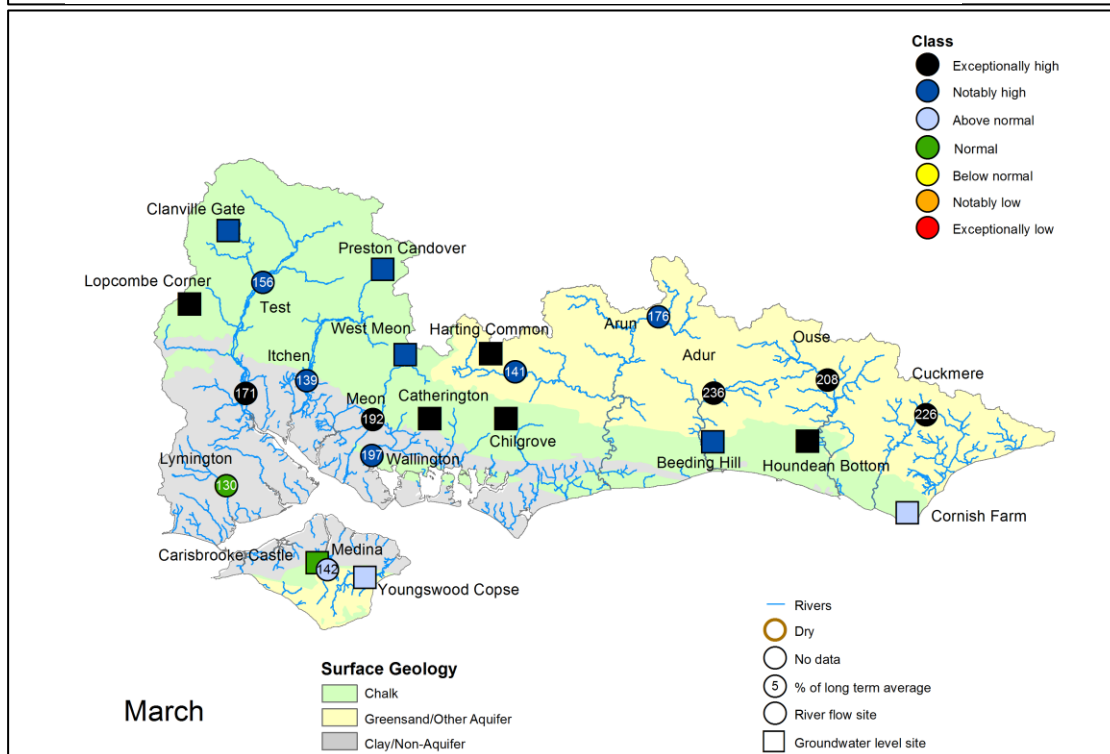 Class
Exceptionally high
Notably high
Above normal
Normal
Below normal
Notably low
Exceptionally low
Clanville Gate
Preston Candover
Lopcombe Corner
156
Test
176
West Meon
Harting Common
Arun
Ouse
Adur
Itchen
139
141
208
Cuckmere
171
Meon
Catherington
236
192
226
Chilgrove
Lymington
197
Wallington
Beeding Hill
Houndean Bottom
130
Cornish Farm
Carisbrooke Castle
Medina
142
Youngswood Copse
Rivers
Dry
No data
5
% of long term average
River flow site
Groundwater level site
Surface Geology
Chalk
Greensand/Other Aquifer
Clay/Non-Aquifer
March